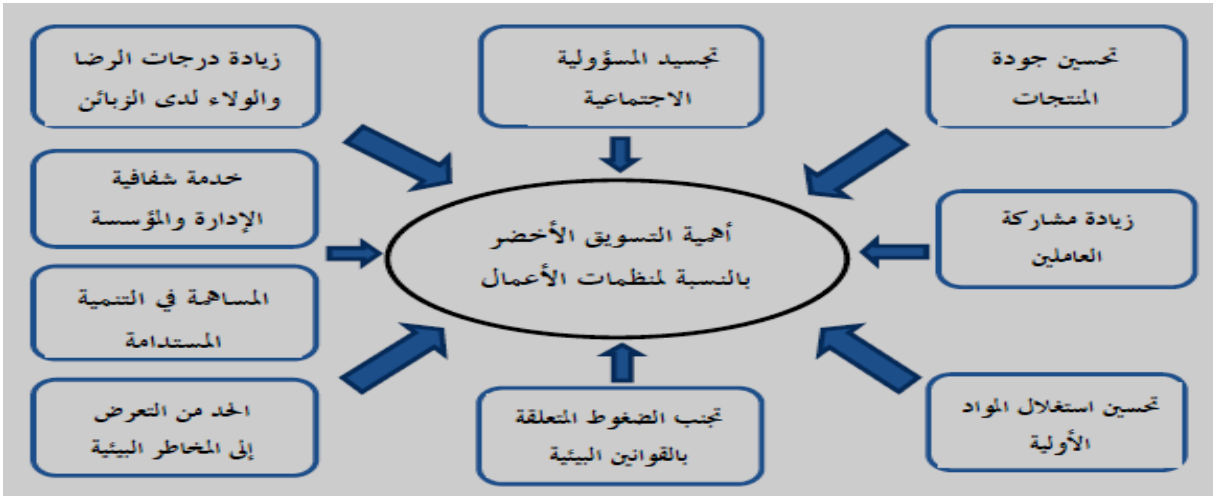 تحسين جودة
المنتجات
تجسيد المسؤولية
الاجتماعية
زيادة درجات الرضا
والولاء لدى الزبائن
زيادة مشاركة
العاملين
أهمية التسويق الأخضر
بالنسبة لمنظمات الأعمال
خدمة شفافية
الإدارة والمؤسسة
المساهمة في التنمية
المستدامة
تحسين استغلال المواد
الأولية
تجنب الضغوط المتعلقة
بالقوانين البيئية
الحد من التعرض
إلى المخاطر البيئية